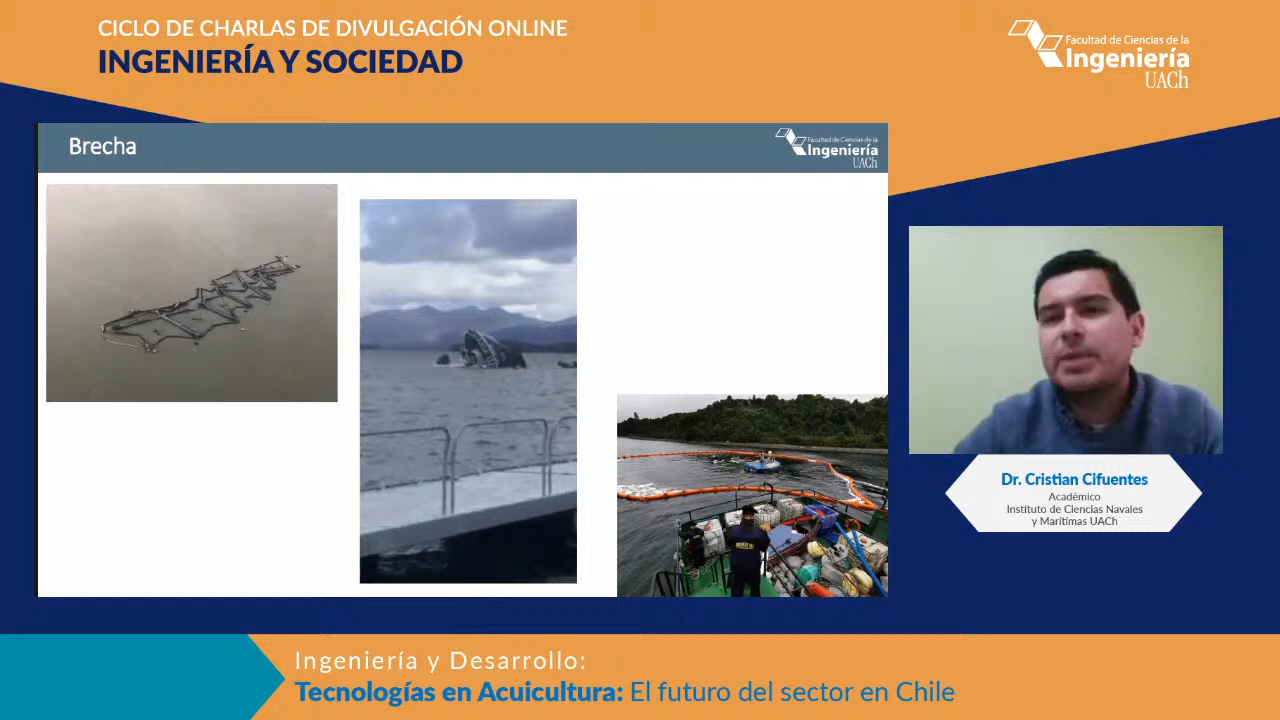 CICLO DE CHARLAS DE DIVULGACIÓN ONLINE
INGENIERÍA Y SOCIEDAD
Facultad de Ciencias de la
Ingeniería
UACh
Brecha
Facultad de Ciencias de la
Ingeniería
UACh
Dr. Cristian Cifuentes
Académico
Instituto de Ciencias Navales
y Marítimas UACh
Ingeniería y Desarrollo:
Tecnologías en Acuicultura: El futuro del sector en Chile